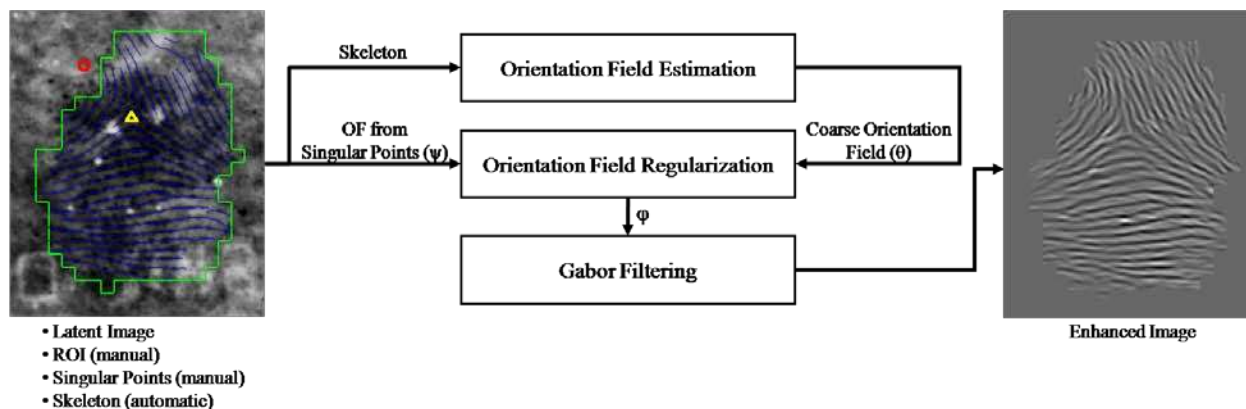 Skeleton
Orientation Field Estimation
OF from
Singular Points (ψ)
Coarse Orientation
Field (θ)
Orientation Field Regularization
φ
Gabor Filtering
• Latent Image
• ROI (manual)
• Singular Points (manual)
• Skeleton (automatic)
Enhanced Image